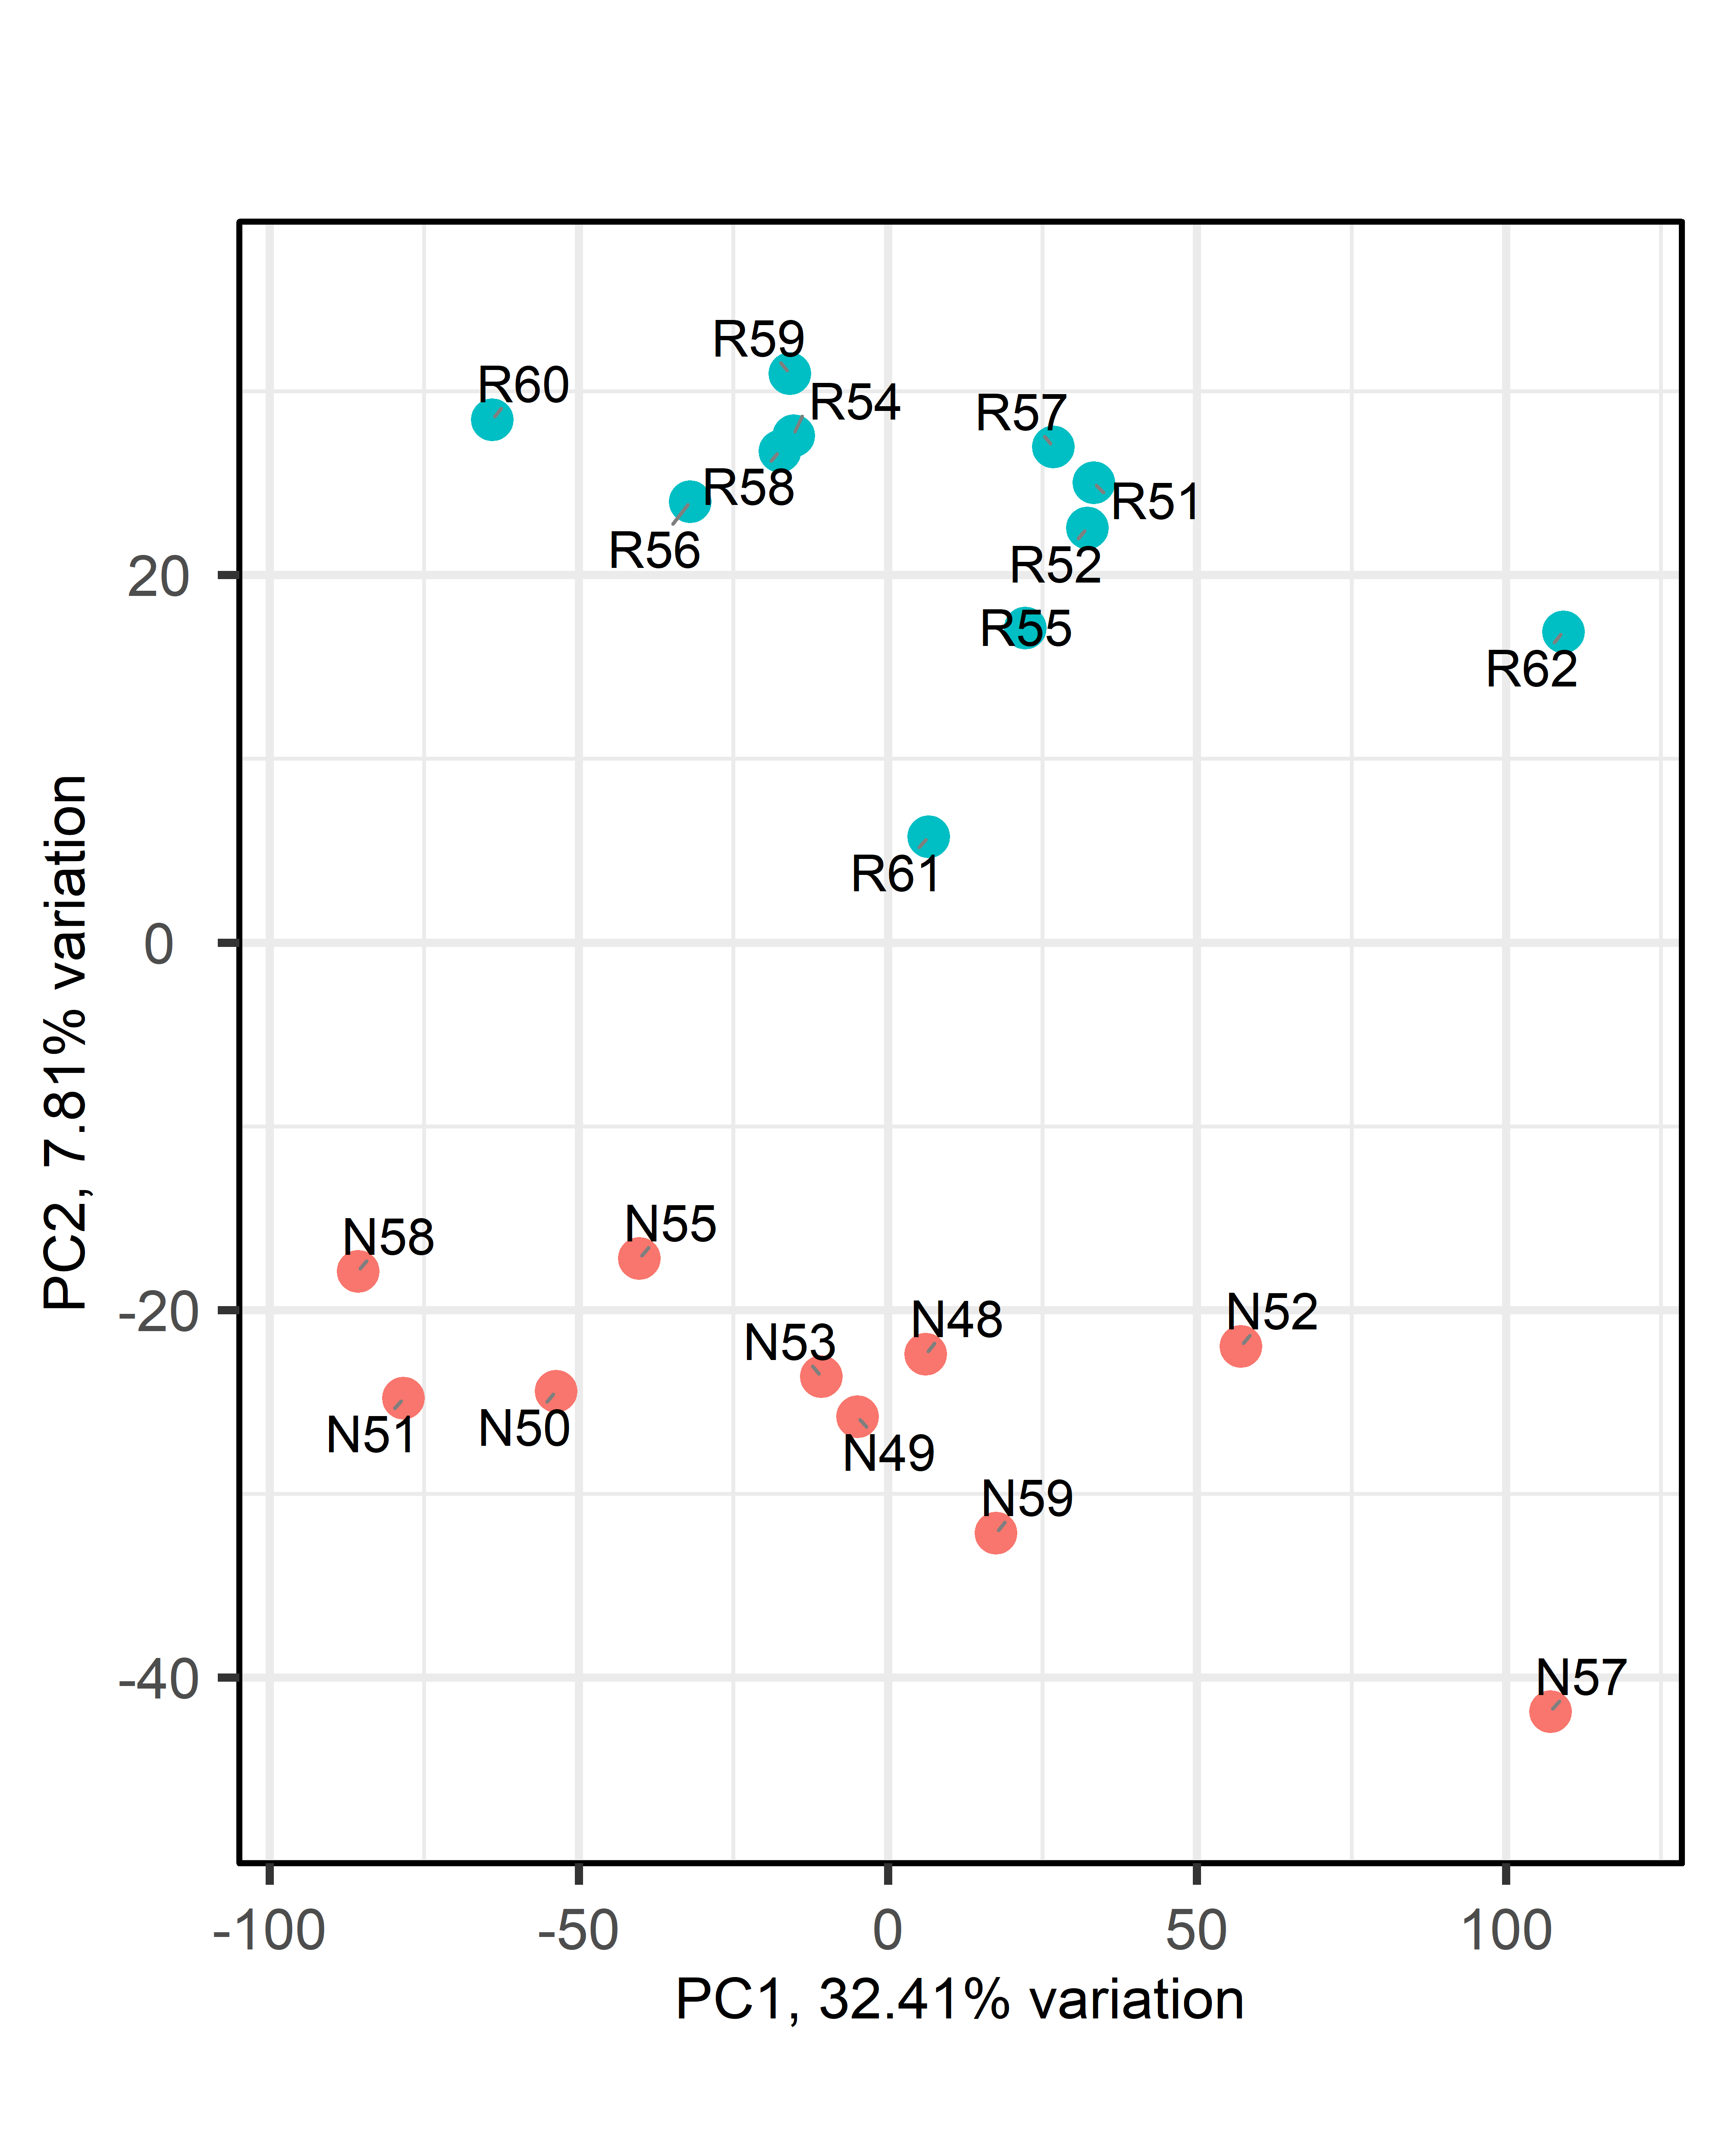 R59
R60
R54
R57
R58
R51
R56
R52
20
R55
R62
R61
0
PC2, 7.81% variation
N58
N55
-20
N48
N52
N53
N51
N50
N49
N59
-40
N57
-100
-50
0
50
100
PC1, 32.41% variation